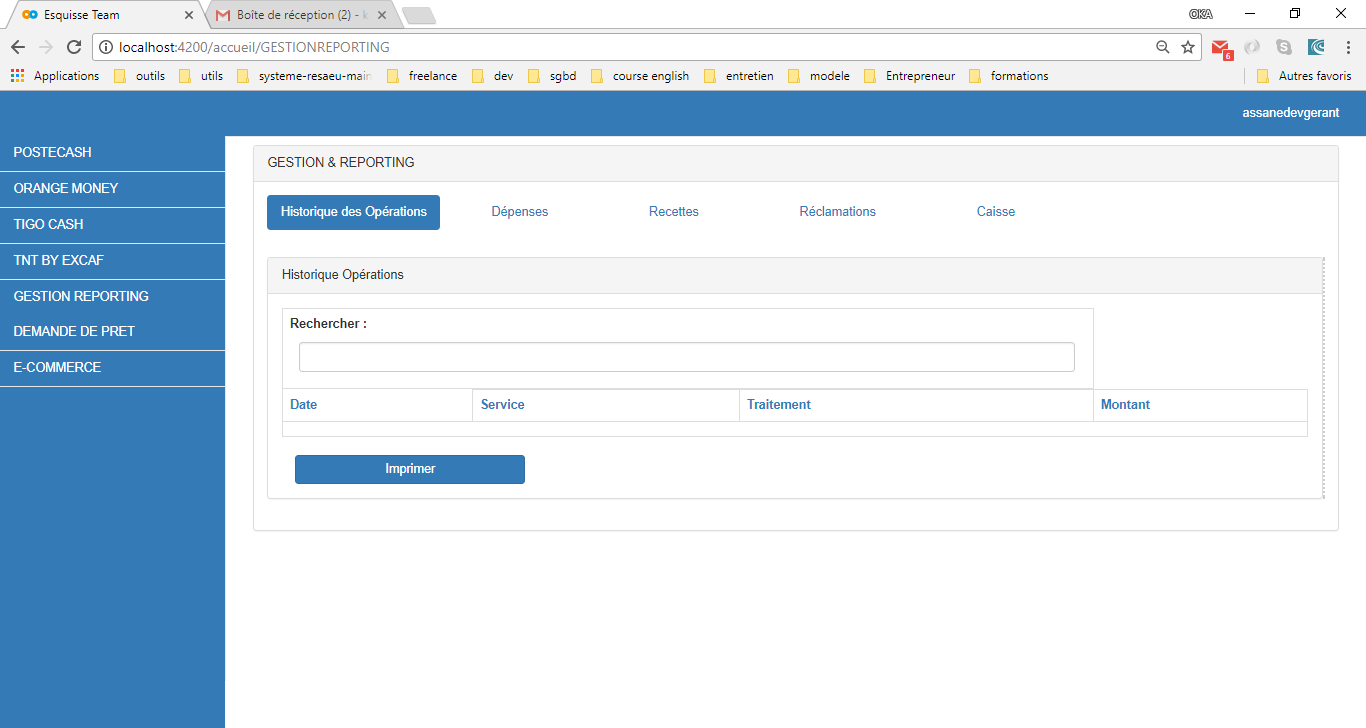 Esquisse Team
Boîte de réception (2) - k
OKA
localhost:4200/accueil/GESTIONREPORTING
6
Applications outils utils systeme-resaeu-main freelance dev sgbd course english entretien modele Entrepreneur formations Autres favoris
assanedevgerant
POSTECASH
ORANGE MONEY
TIGO CASH
TNT BY EXCAF
GESTION REPORTING
DEMANDE DE PRET
E-COMMERCE
GESTION & REPORTING
Historique des Opérations Dépenses Recettes Réclamations Caisse
Historique Opérations
Rechercher :
Date Service Traitement Montant
Imprimer